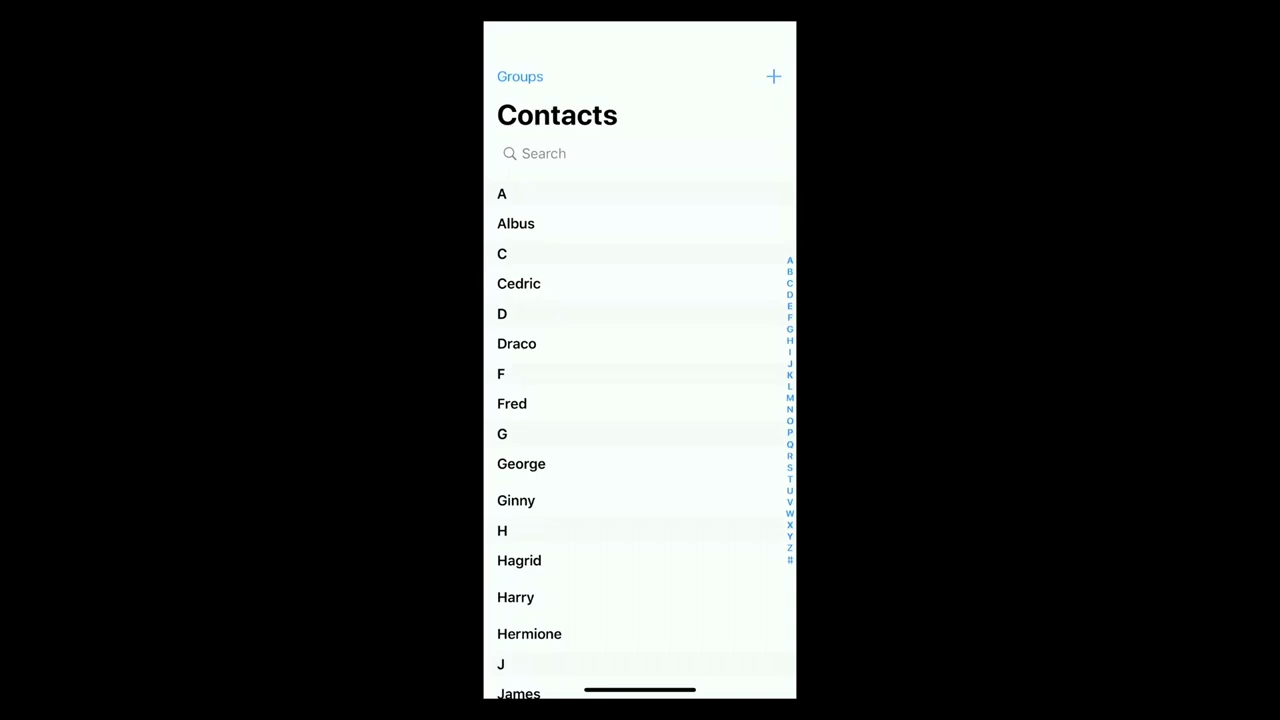 Groups
Contacts
Search
A
Albus
C
Cedric
D
Draco
F
Fred
G
George
Ginny
H
Hagrid
Harry
Hermione
J
James
A
B
C
D
E
F
G
H
I
J
K
L
M
N
O
P
Q
R
S
T
U
V
W
X
Y
Z
#